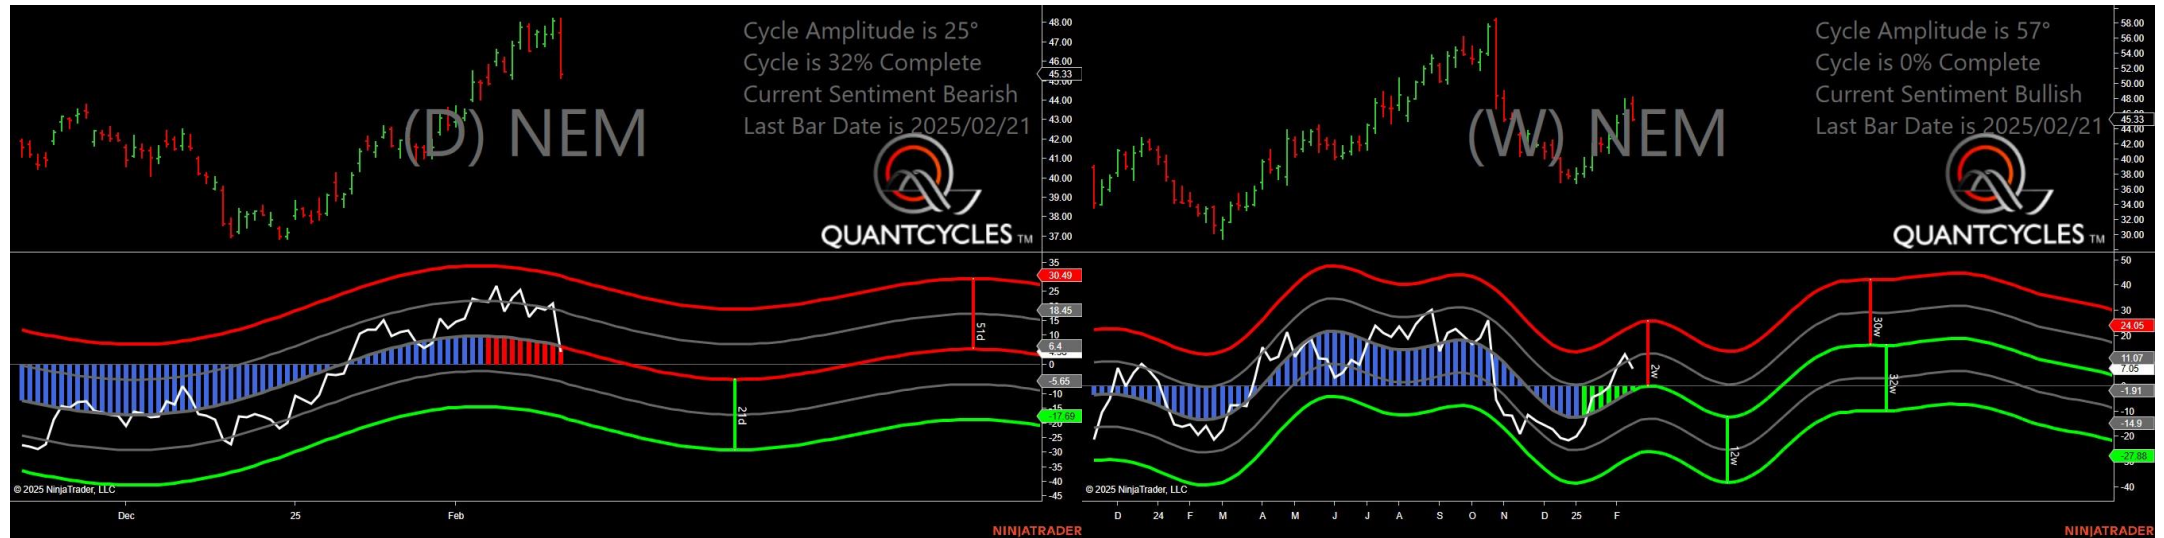 Cycle Amplitude is 25°
Cycle is 32% Complete
Current Sentiment Bearish
Last Bar Date is 2025/02/21
(D) NEM
QUANTCYCLES TM
48.00
47.00
46.00
45.33
45.00
44.00
43.00
42.00
41.00
40.00
39.00
38.00
37.00
35
30.49
25
18.45
15
10
6.4
0
-5.65
-10
-15
-17.69
-20
-25
-30
-35
-40
-45
51d
21d
© 2025 NinjaTrader, LLC
Dec
25
Feb
NINJATRADER
Cycle Amplitude is 57°
Cycle is 0% Complete
Current Sentiment Bullish
Last Bar Date is 2025/02/21
(W) NEM
QUANTCYCLES TM
58.00
56.00
54.00
52.00
50.00
48.00
45.33
44.00
42.00
40.00
38.00
36.00
34.00
32.00
30.00
50
40
30
24.05
20
11.07
7.05
-1.91
-10
-14.9
-20
-27.88
-40
2w
12w
30w
32w
© 2025 NinjaTrader, LLC
D
24
F
M
A
M
J
J
A
S
O
N
D
25
F
NINJATRADER